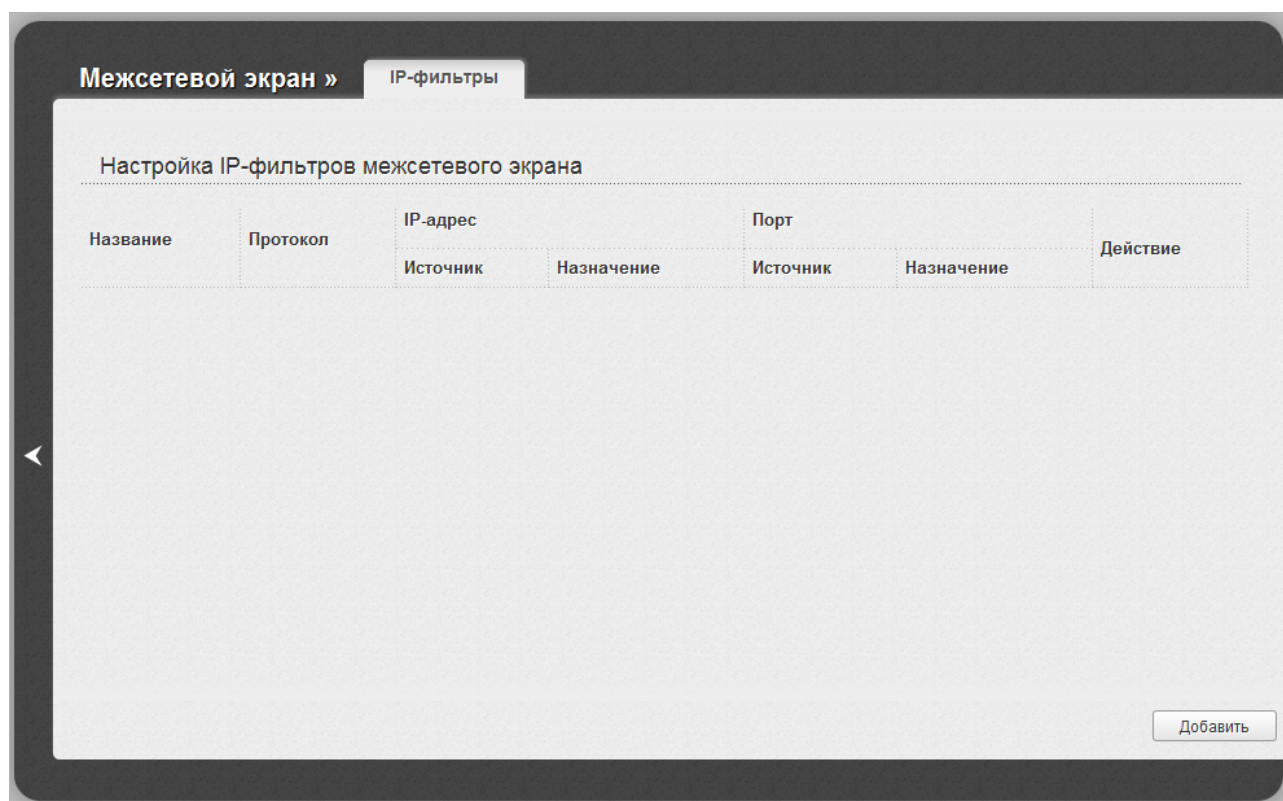 Межсетевой экран » IP-фильтры
Настройка IP-фильтров межсетевого экрана
Название Протокол IP-адрес Порт Действие
Источник Назначение Источник Назначение
Добавить